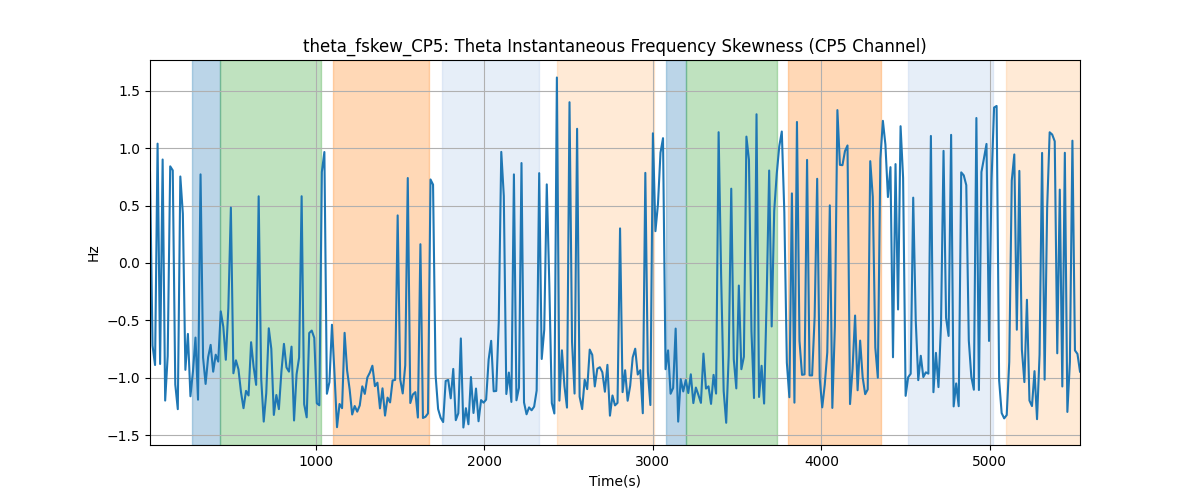 theta_fskew_CP5: Theta Instantaneous Frequency Skewness (CP5 Channel)
Hz
1.5
1.0
0.5
0.0
−0.5
−1.0
−1.5
1000 2000 3000 4000 5000
Time(s)